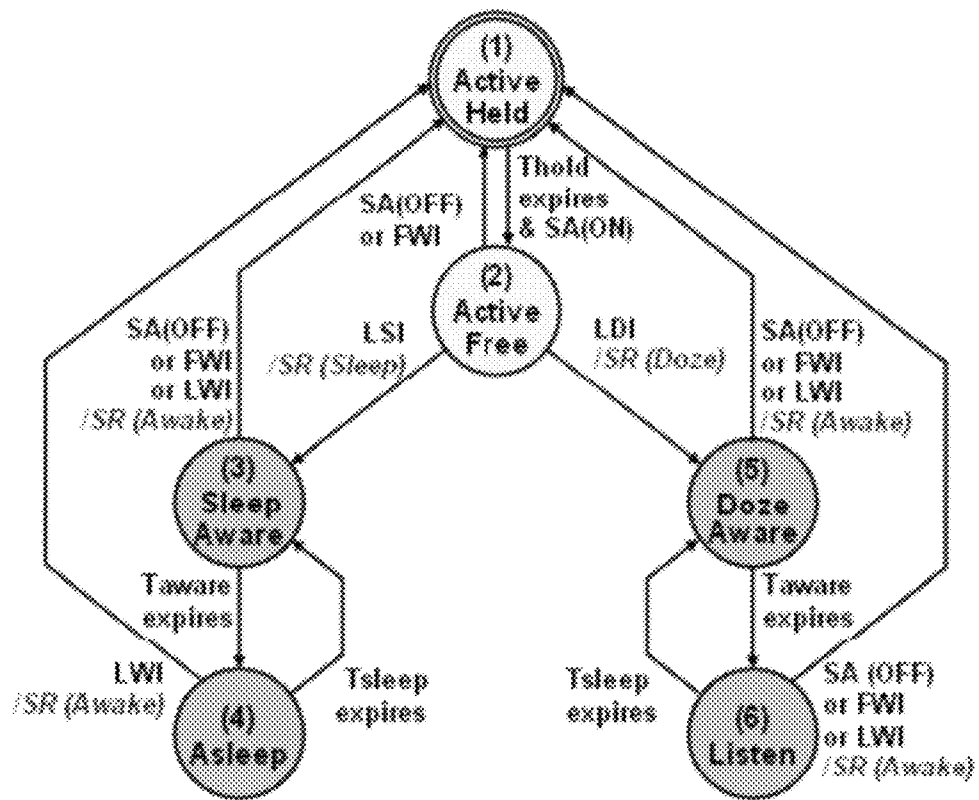 (1)
Active
Held
Thold
expires
& SA(ON)
SA(OFF)
or FWI
(2)
Active
Free
LSI
/SR (Sleep)
LDI
/SR (Doze)
SA(OFF)
or FWI
or LWI
/SR (Awake)
SA(OFF)
or FWI
or LWI
/SR (Awake)
(3)
Sleep
Aware
(5)
Doze
Aware
Taware
expires
Taware
expires
LWI
/SR (Awake)
(4)
Asleep
Tsleep
expires
Tsleep
expires
(6)
Listen
SA (OFF)
or FWI
or LWI
/SR (Awake)